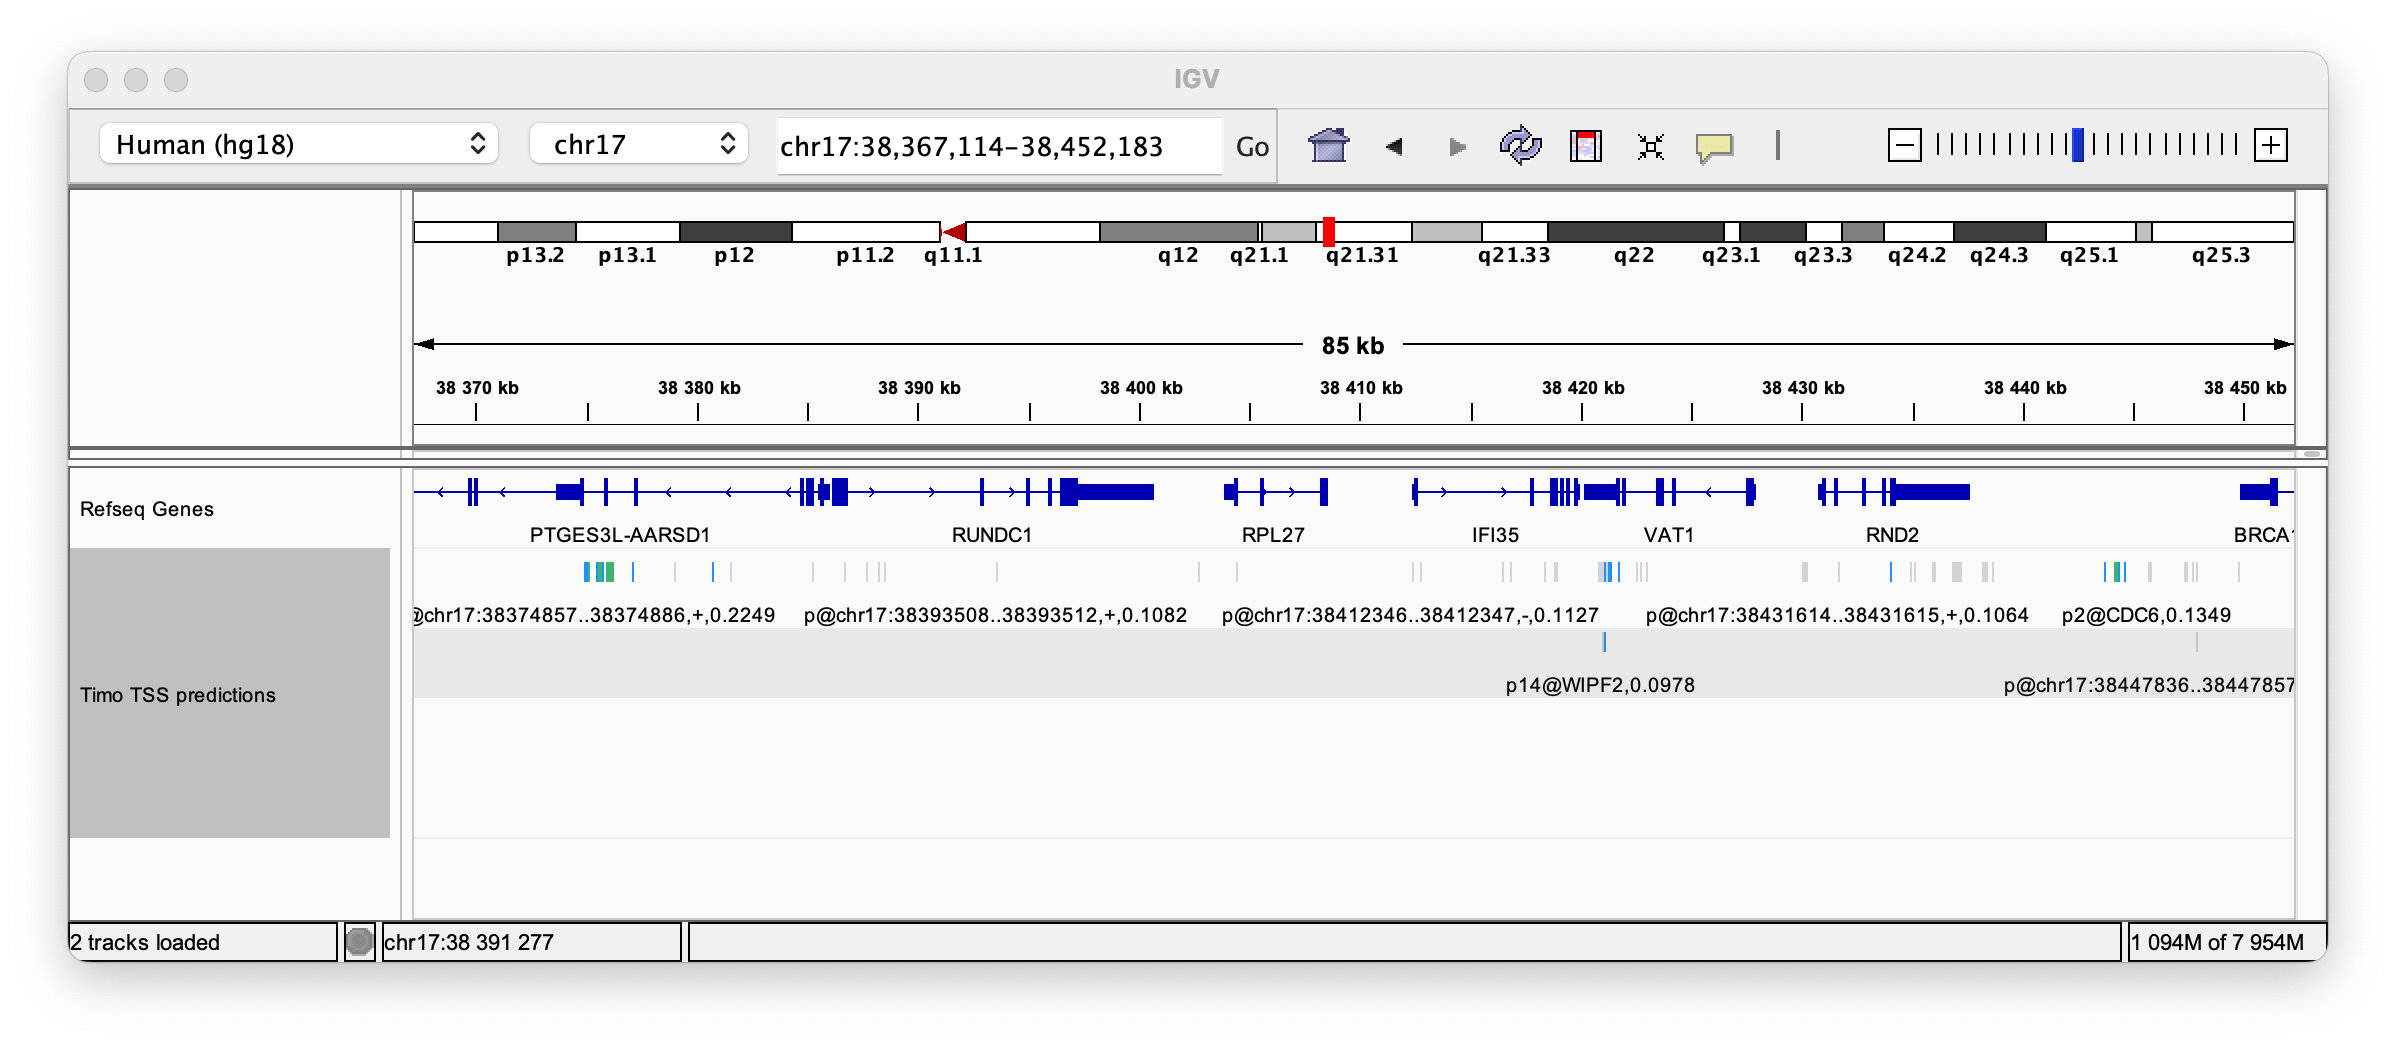 IGV
Human (hg18) chr17 chr17:38,367,114-38,452,183 Go
p13.2 p13.1 p12 p11.2 q11.1 q12 q21.1 q21.31 q21.33 q22 q23.1 q23.3 q24.2 q24.3 q25.1 q25.3
85 kb
38 370 kb 38 380 kb 38 390 kb 38 400 kb 38 410 kb 38 420 kb 38 430 kb 38 440 kb 38 450 kb
Refseq Genes
PTGES3L-AARSD1 RUNDC1 RPL27 IFI35 VAT1 RND2 BRCA1
@chr17:38374857..38374886,+,0.2249 p@chr17:38393508..38393512,+,0.1082 p@chr17:38412346..38412347,-,0.1127 p@chr17:38431614..38431615,+,0.1064 p2@CDC6,0.1349
Timo TSS predictions
p14@WIPF2,0.0978 p@chr17:38447836..38447857
2 tracks loaded chr17:38 391 277 1 094M of 7 954M